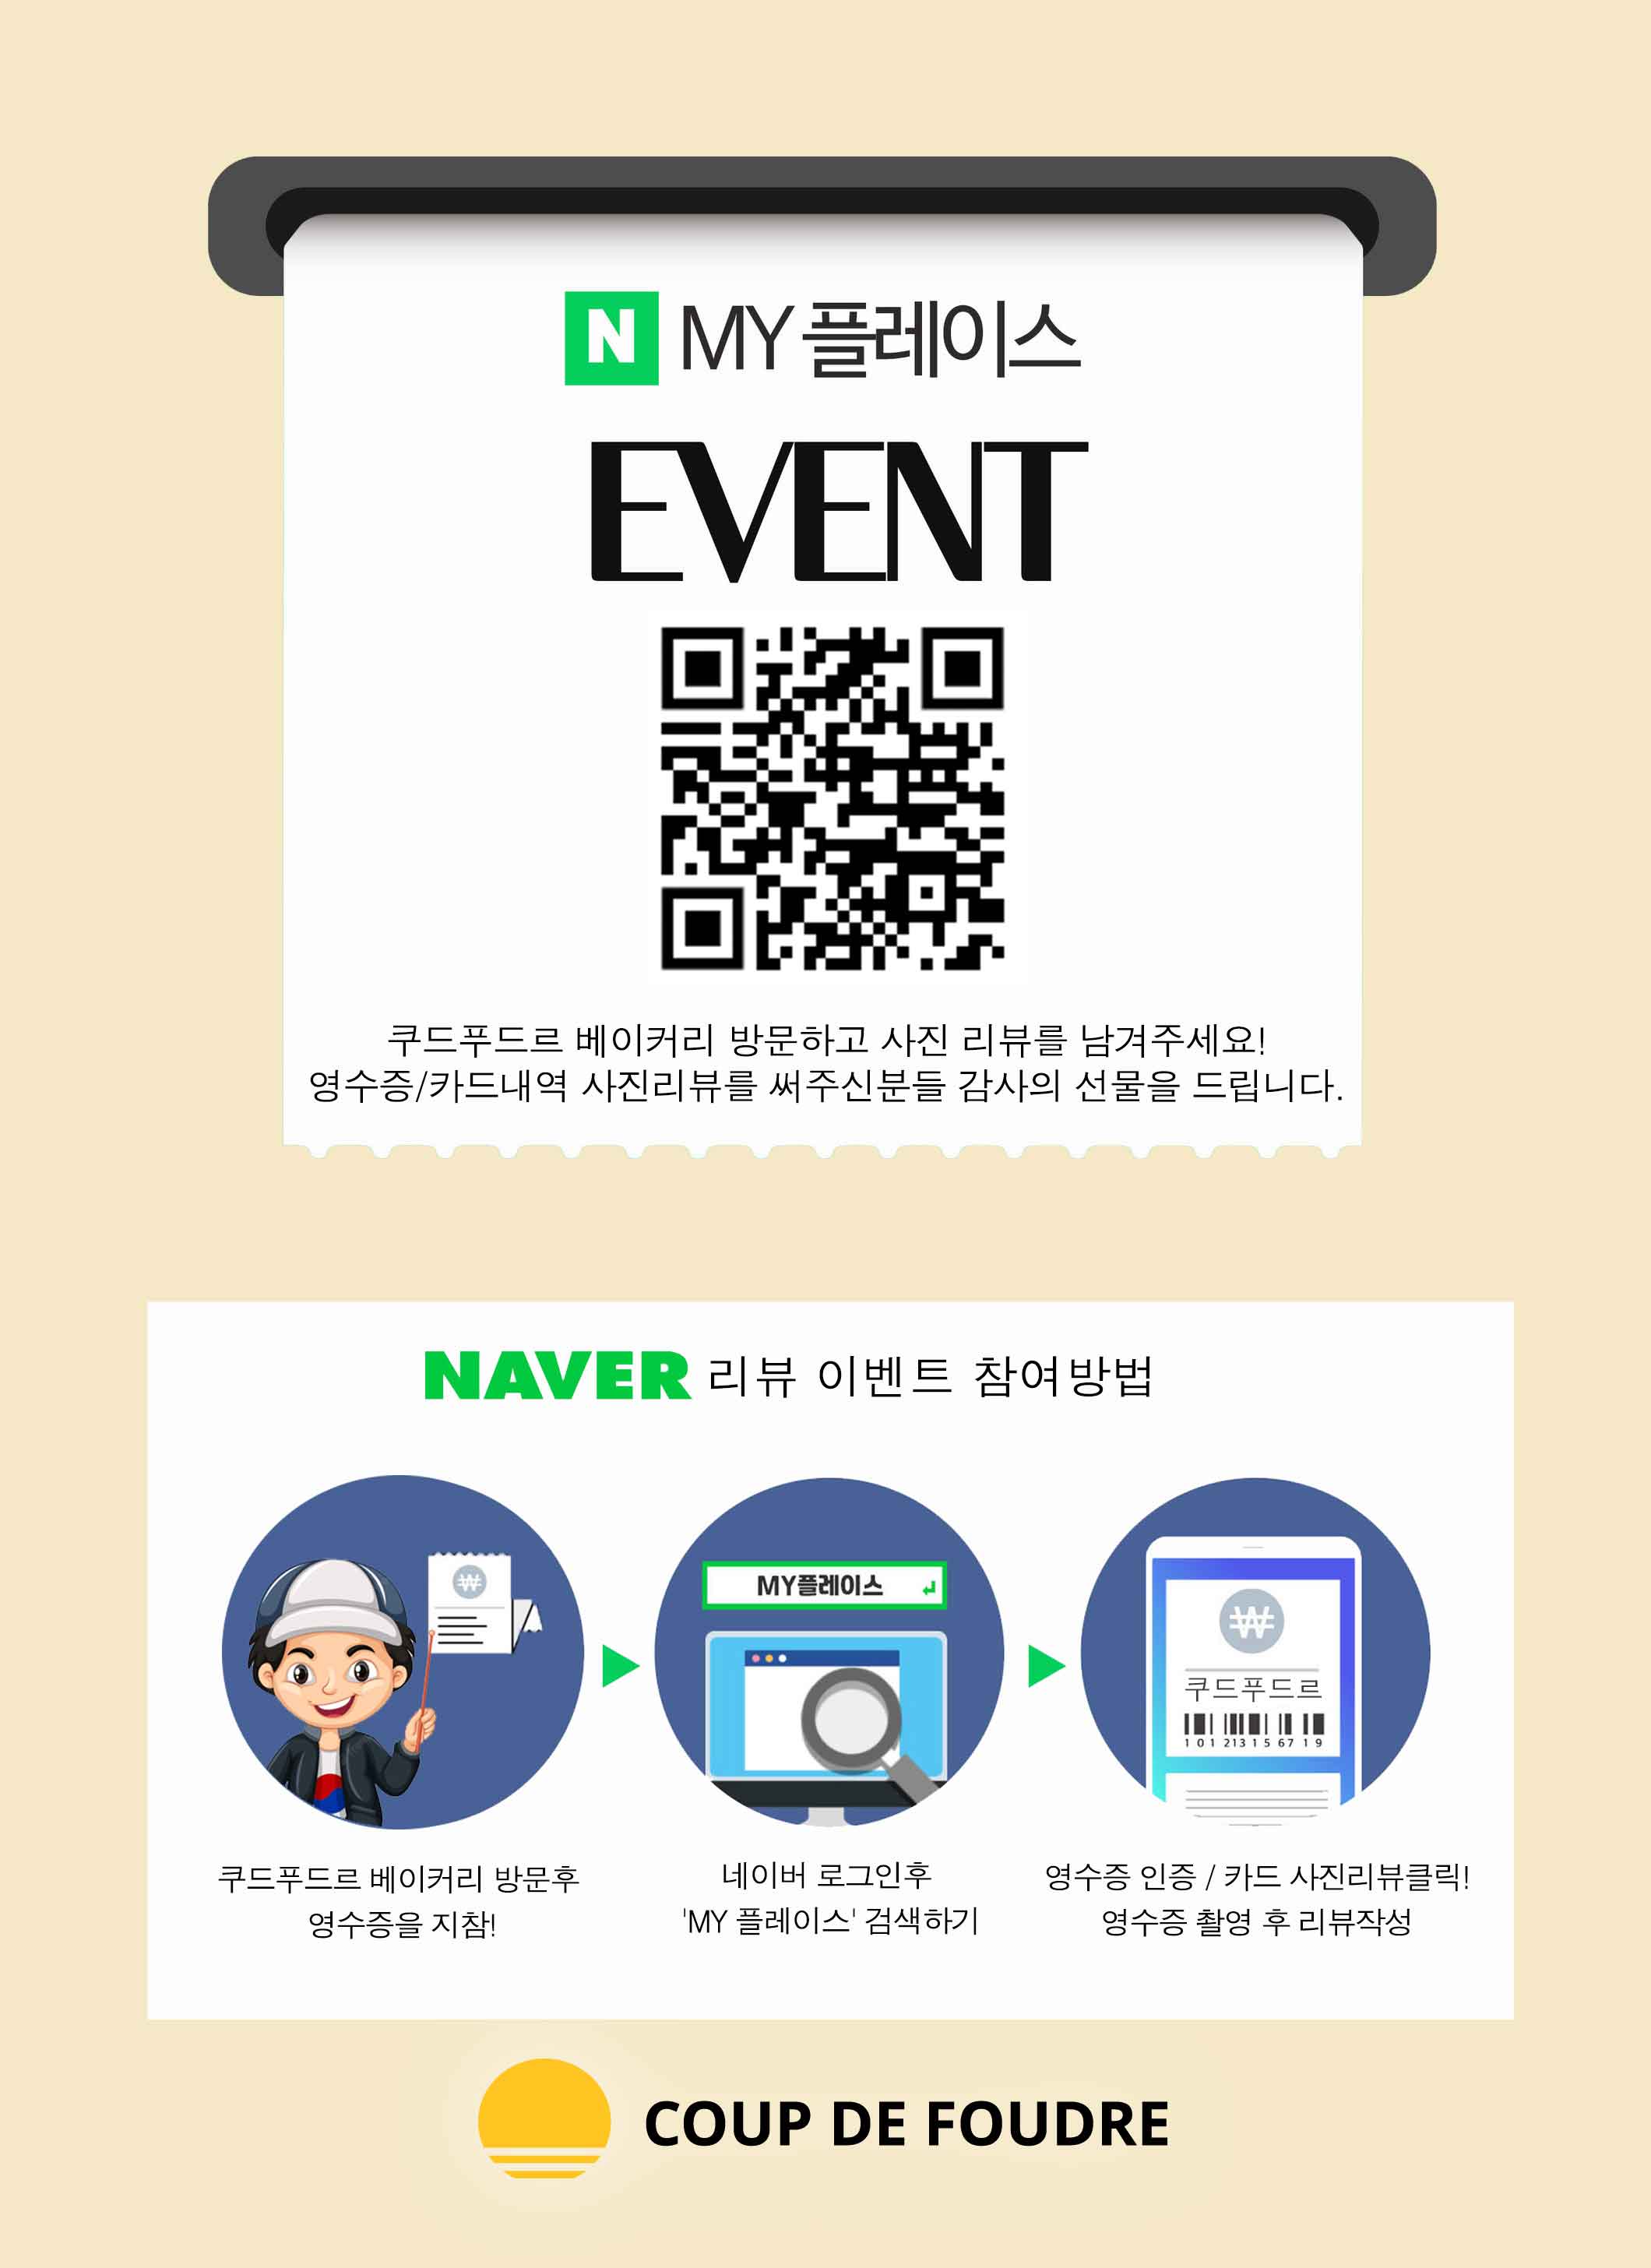 N MY 플레이스
EVENT
쿠드푸드르 베이커리 방문하고 사진 리뷰를 남겨주세요!
영수증/카드내역 사진리뷰를 써주신분들 감사의 선물을 드립니다.
NAVER 리뷰 이벤트 참여방법
₩
쿠드푸드르 베이커리 방문후
영수증을 지참!
MY플레이스
네이버 로그인후
'MY 플레이스' 검색하기
₩
쿠드푸드르
1 0 1 213 1 5 67 1 9
영수증 인증 / 카드 사진리뷰클릭!
영수증 촬영 후 리뷰작성
COUP DE FOUDRE